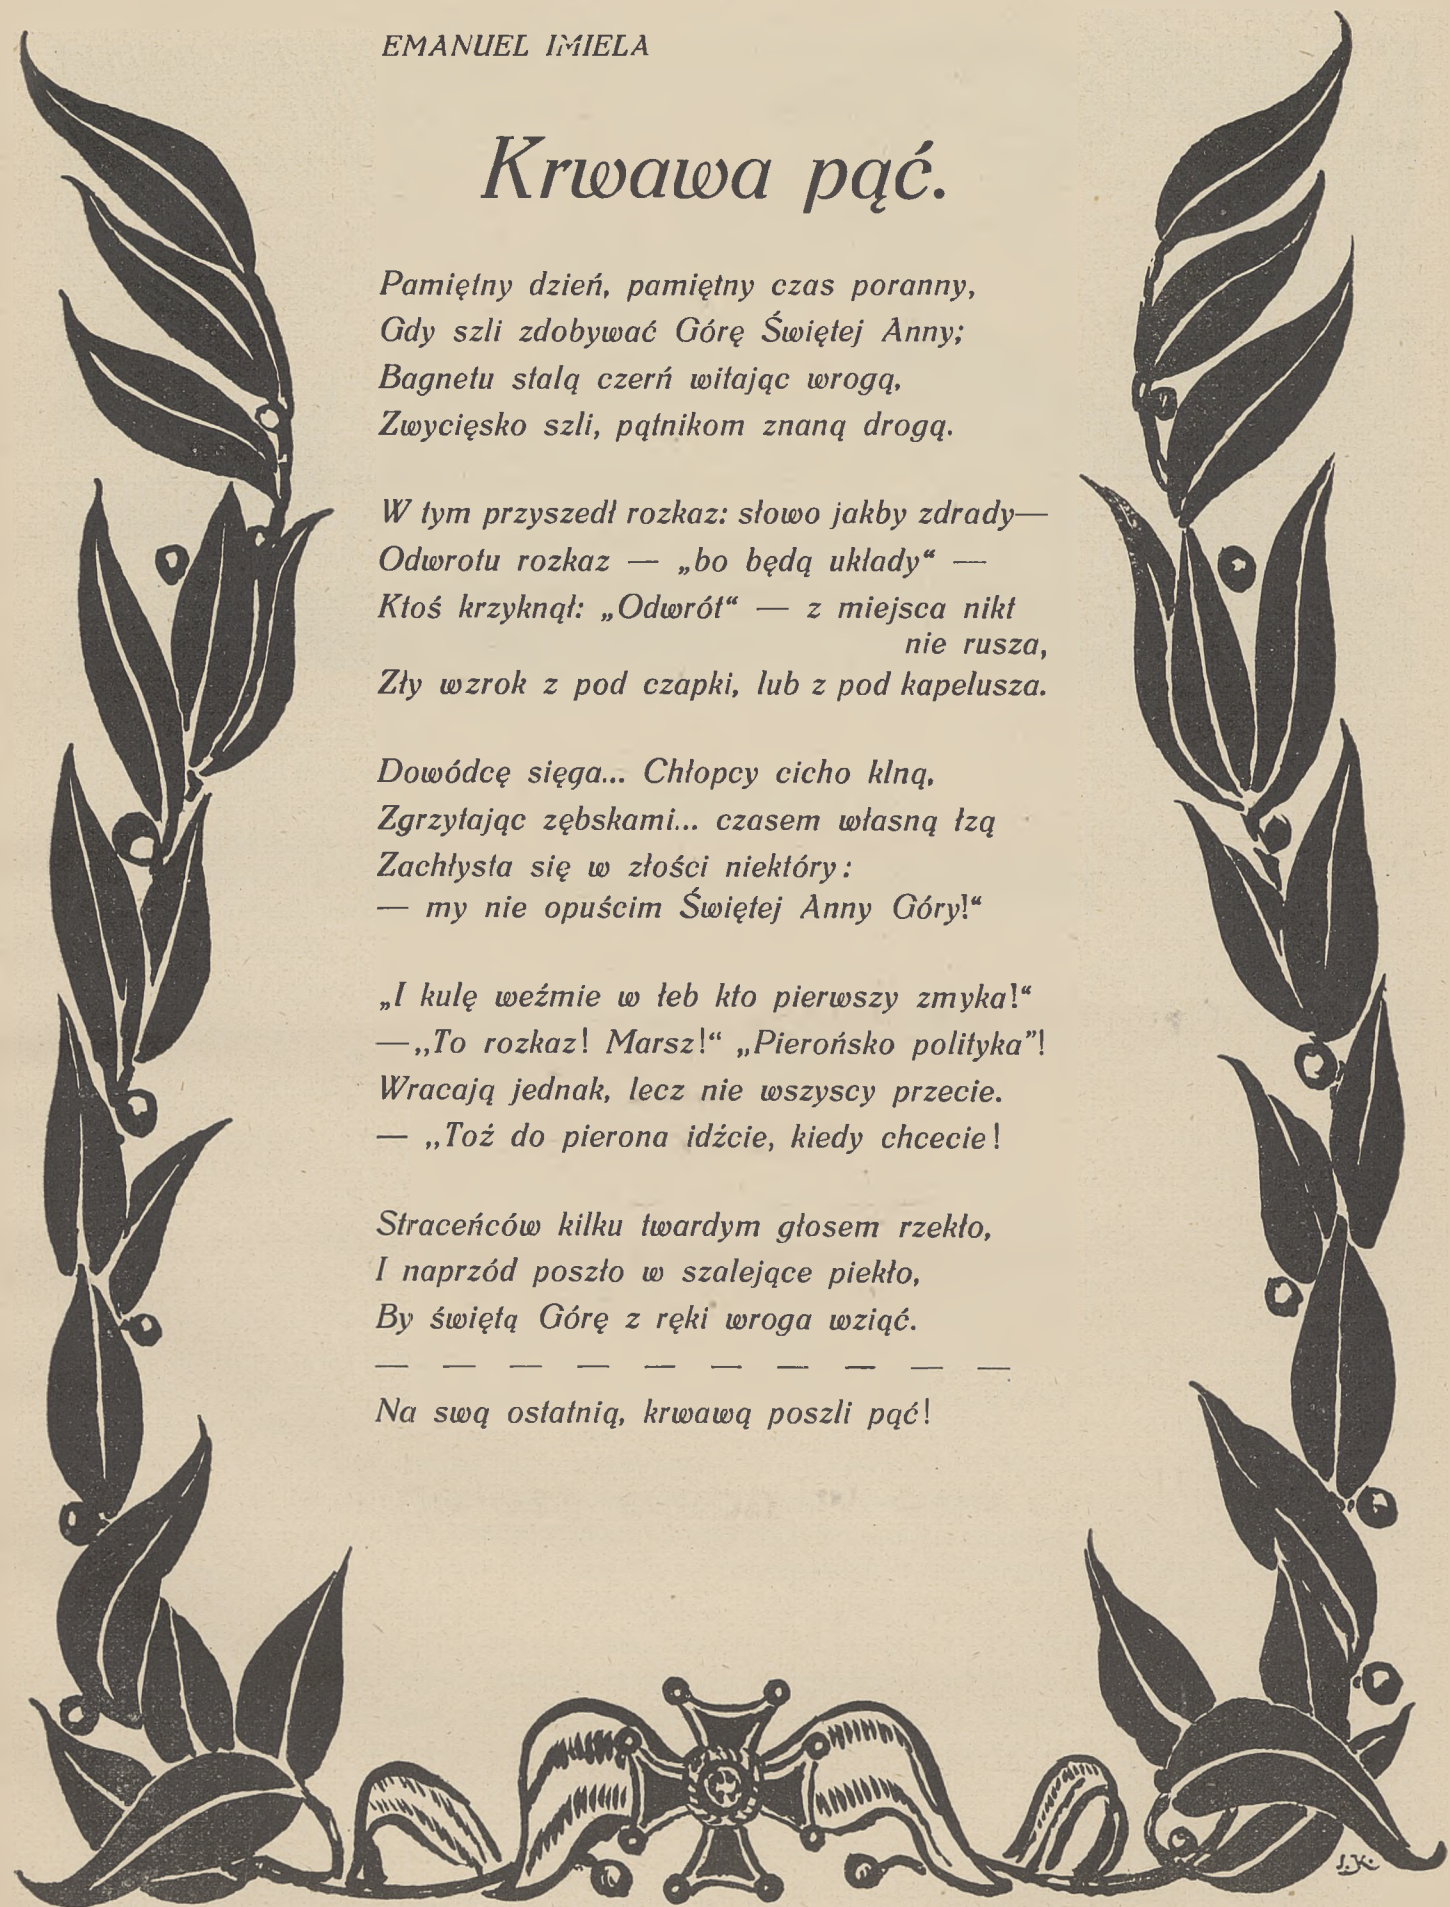 EMANUEL IMIELA
Krwawa pąć.
Pamiętny dzień, pamiętny czas poranny,
Gdy szli zdobywać Górę Świętej Anny;
Bagnetu stalą czerń witając wrogą,
Zwycięsko szli, pątnikom znaną drogą.
W tym przyszedł rozkaz: słowo jakby zdrady—
Odwrotu rozkaz — „bo będą układy“ —
Ktoś krzyknął: „Odwrót“ — z miejsca nikt
nie rusza,
Zły wzrok z pod czapki, lub z pod kapelusza.
Dowódcę sięga... Chłopcy cicho klną,
Zgrzytając zębskami... czasem własną łzą
Zachłysta się w złości niektóry:
— my nie opuścim Świętej Anny Góry!“
„I kulę weźmie w łeb kto pierwszy zmyka!“
—„To rozkaz! Marsz!“ „Pierońsko polityka”!
Wracają jednak, lecz nie wszyscy przecie.
— „Toż do pierona idźcie, kiedy chcecie!
Straceńców kilku twardym głosem rzekło,
I naprzód poszło w szalejące piekło,
By świętą Górę z ręki wroga wziąć.
— — — — — — — — — —
Na swą ostatnią, krwawą poszli pąć!
J. K.